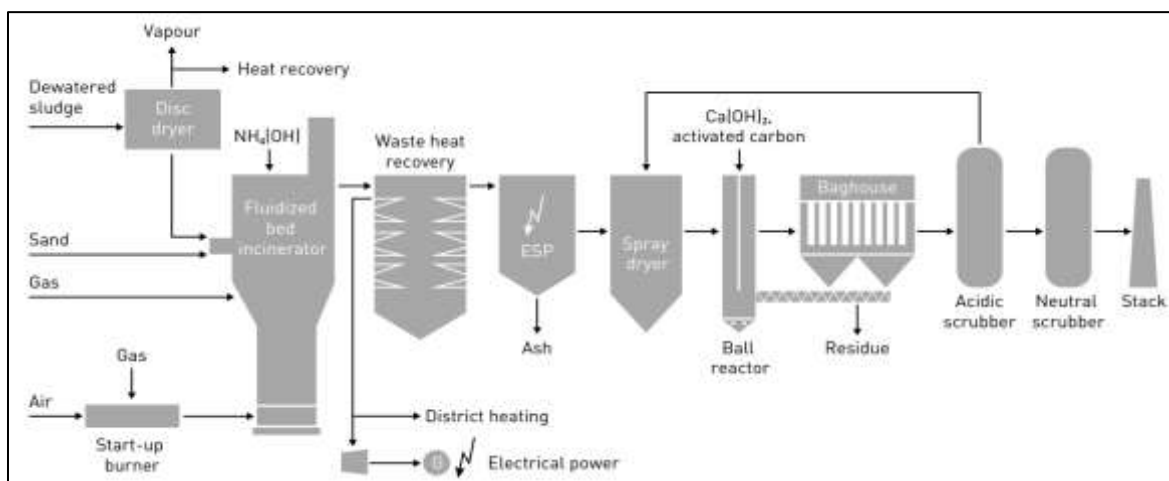 Vapour
Heat recovery
Dewatered
sludge
Disc
dryer
NH₄(OH)
Waste heat
recovery
Ca(OH)₂,
activated carbon
Fluidized
bed
incinerator
Sand
Gas
ESP
Spray
dryer
Baghouse
Ash
Ball
reactor
Residue
Acidic
scrubber
Neutral
scrubber
Stack
Gas
Air
Start-up
burner
District heating
G
Electrical power